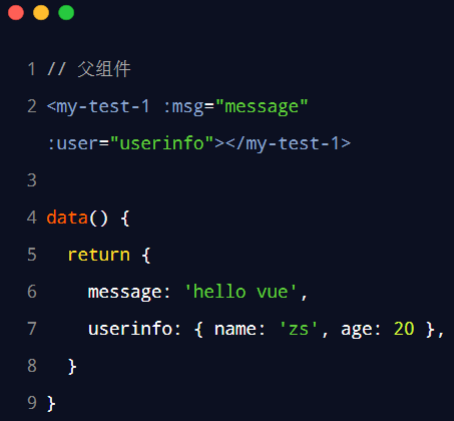 1 // 父组件
2 <my-test-1 :msg="message"
:user="userinfo"></my-test-1>
3
4 data() {
5   return {
6     message: 'hello vue',
7     userinfo: { name: 'zs', age: 20 },
8   }
9 }